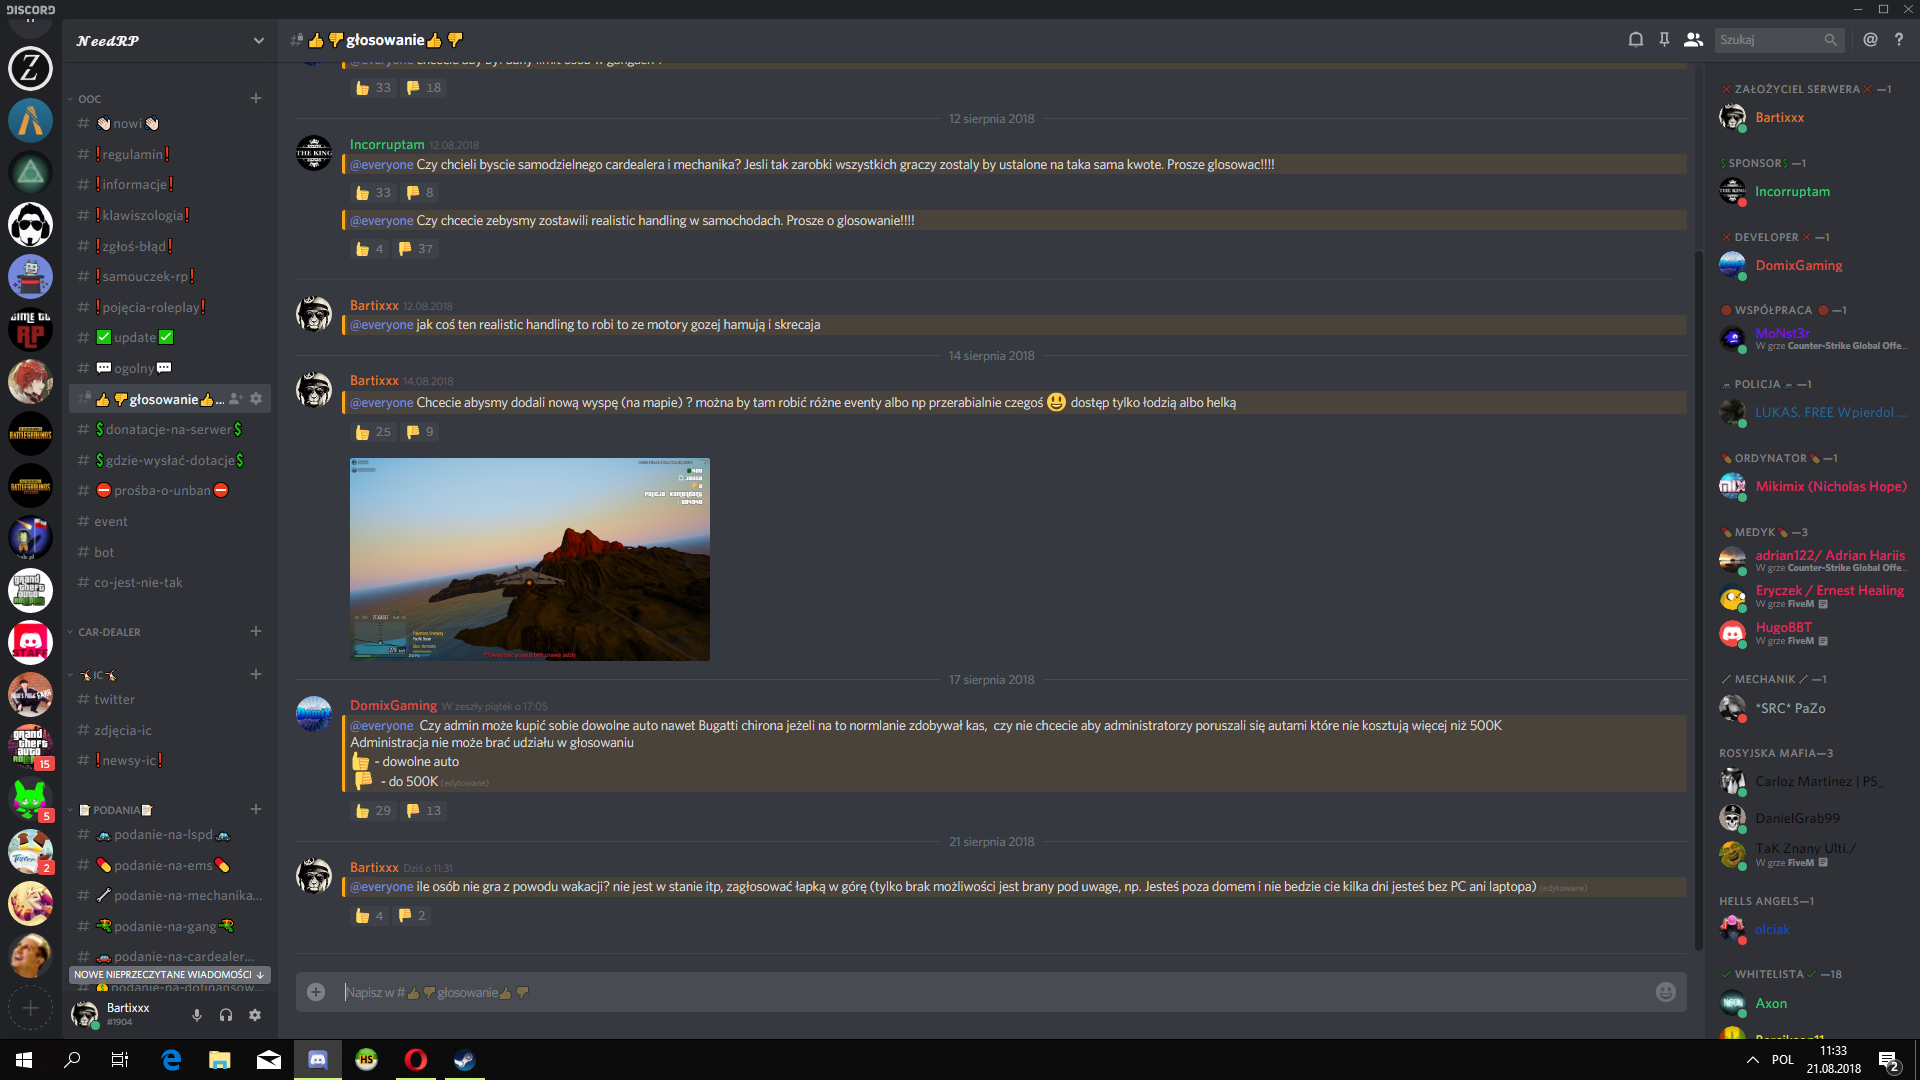 DISCORD
NeedRP
głosowanie
Szukaj
OOC
nowi
regulamin
informacje
klawiszologia
zgłoś-błąd
samouczek-rp
pojęcia-roleplay
update
ogolny
głosowanie...
donatacje-na-serwer
gdzie-wysłać-dotacje
prośba-o-unban
event
bot
co-jest-nie-tak
CAR-DEALER
IC
twitter
zdjęcia-ic
newsy-ic
PODANIA
podanie-na-lspd
podanie-na-ems
podanie-na-mechanika...
podanie-na-gang
podanie-na-cardealer...
NOWE NIEPRZECZYTANE WIADOMOŚCI
Bartixxx
#1904
33 18
12 sierpnia 2018
Incorruptam 12.08.2018
@everyone Czy chcieli byscie samodzielnego cardealera i mechanika? Jesli tak zarobki wszystkich graczy zostaly by ustalone na taka sama kwote. Prosze glosowac!!!!
33 8
@everyone Czy chcecie zebysmy zostawili realistic handling w samochodach. Prosze o glosowanie!!!!
4 37
Bartixxx 12.08.2018
@everyone jak coś ten realistic handling to robi to ze motory gozej hamują i skrecaja
14 sierpnia 2018
Bartixxx 14.08.2018
@everyone Chcecie abysmy dodali nową wyspę (na mapie) ? można by tam robić różne eventy albo np przerabialnie czegoś dostęp tylko łodzią albo helką
25 9
17 sierpnia 2018
DomixGaming W zeszły piątek o 17:05
@everyone Czy admin może kupić sobie dowolne auto nawet Bugatti chirona jeżeli na to normlanie zdobywał kas, czy nie chcecie aby administratorzy poruszali się autami które nie kosztują więcej niż 500K
Administracja nie może brać udziału w głosowaniu
- dowolne auto
- do 500K (edytowane)
29 13
21 sierpnia 2018
Bartixxx Dziś o 11:31
@everyone ile osób nie gra z powodu wakacji? nie jest w stanie itp, zagłosować łapką w górę (tylko brak możliwości jest brany pod uwage, np. Jesteś poza domem i nie bedzie cie kilka dni jesteś bez PC ani laptopa) (edytowane)
4 2
Napisz w # głosowanie
ZAŁOŻYCIEL SERWERA —1
Bartixxx
SPONSOR —1
Incorruptam
DEVELOPER —1
DomixGaming
WSPÓŁPRACA —1
MoNst3r
W grze Counter-Strike Global Offe...
POLICJA —1
LUKAS. FREE Wpierdol ...
ORDYNATOR —1
Mikimix (Nicholas Hope)
MEDYK —3
adrian122/ Adrian Hariis
W grze Counter-Strike Global Offe...
Eryczek / Ernest Healing
W grze FiveM
HugoBBT
W grze FiveM
MECHANIK —1
*SRC* PaZo
ROSYJSKA MAFIA—3
Carloz Martinez | PS_
DanielGrab99
TaK Znany Ulti./
W grze FiveM
HELLS ANGELS—1
olciak
WHITELISTA —18
Axon
15
5
2
POL
11:33
21.08.2018
2